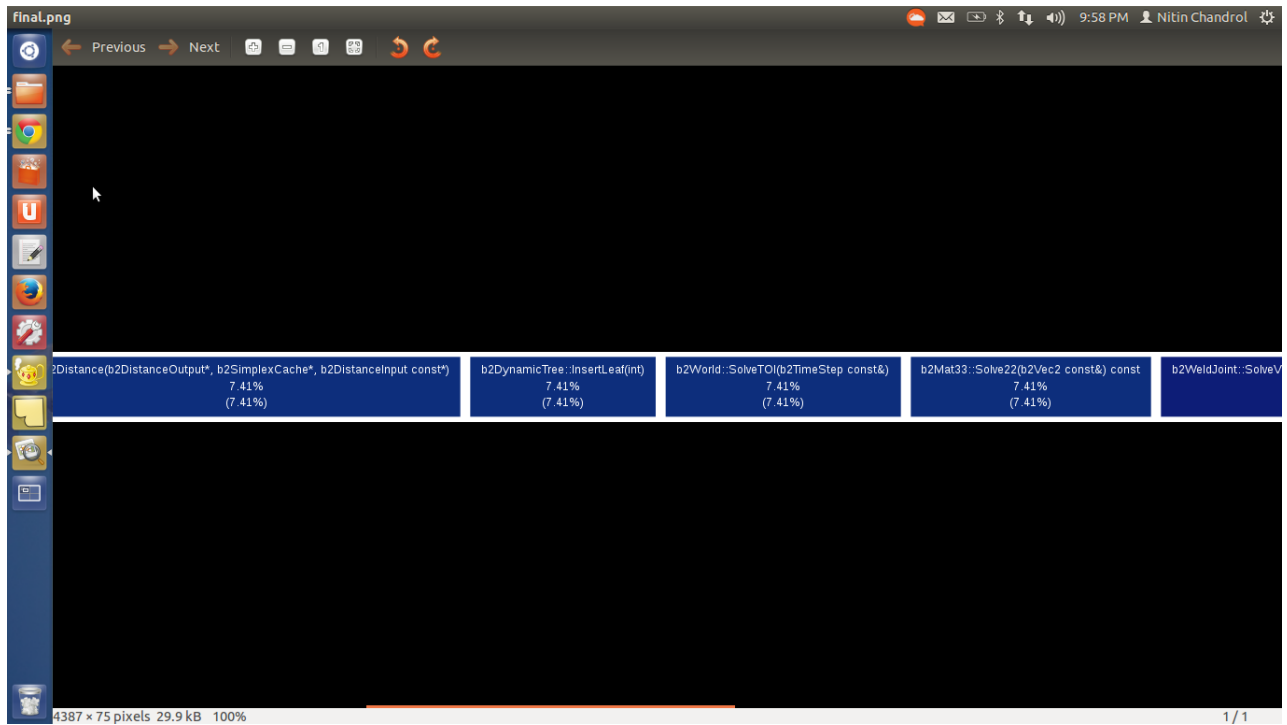 final.png
9:58 PM Nitin Chandrol
Previous Next
2Distance(b2DistanceOutput*, b2SimplexCache*, b2DistanceInput const*)
7.41%
(7.41%)
b2DynamicTree::InsertLeaf(int)
7.41%
(7.41%)
b2World::SolveTOI(b2TimeStep const&)
7.41%
(7.41%)
b2Mat33::Solve22(b2Vec2 const&) const
7.41%
(7.41%)
b2WeldJoint::SolveV
4387 × 75 pixels 29.9 kB 100%
1 / 1